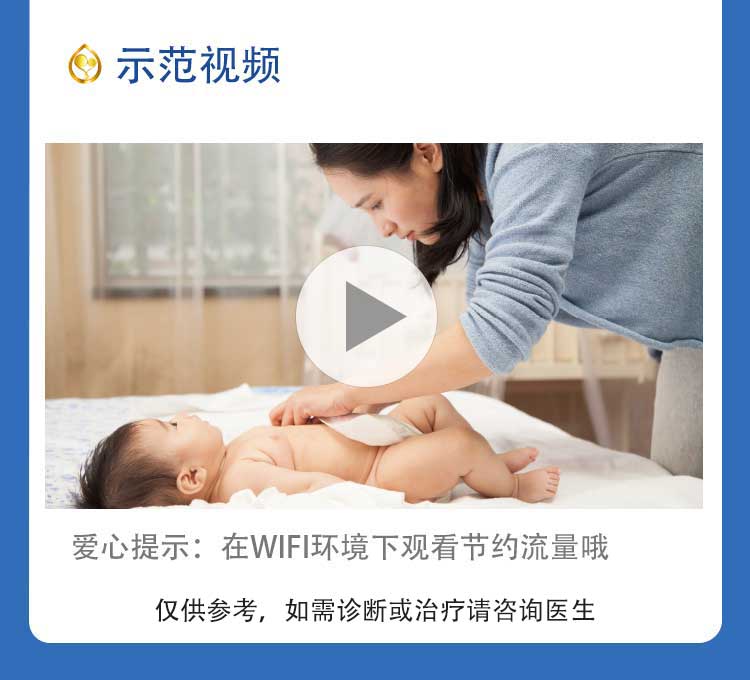 示范视频
爱心提示：在WIFI环境下观看节约流量哦
仅供参考，如需诊断或治疗请咨询医生